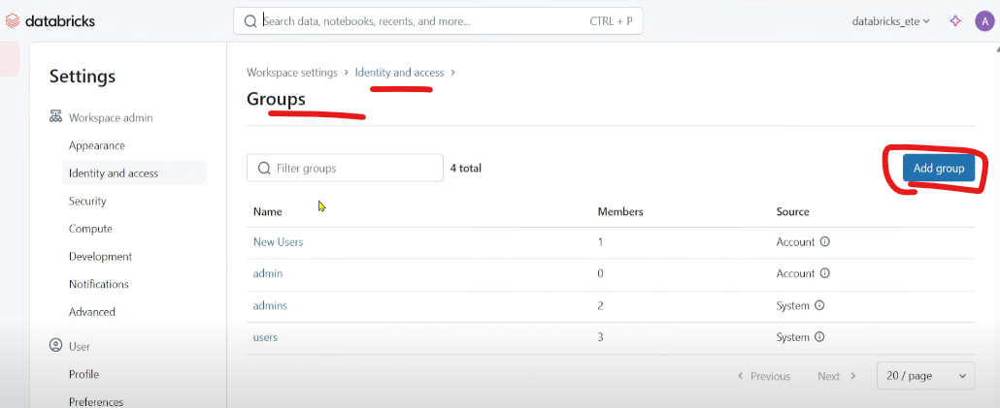 databricks
Search data, notebooks, recents, and more... CTRL + P
databricks_ete
A
Settings
Workspace admin
Appearance
Identity and access
Security
Compute
Development
Notifications
Advanced
User
Profile
Preferences
Workspace settings > Identity and access >
Groups
Filter groups
4 total
Add group
Name Members Source
New Users 1 Account
admin 0 Account
admins 2 System
users 3 System
< Previous Next > 20 / page